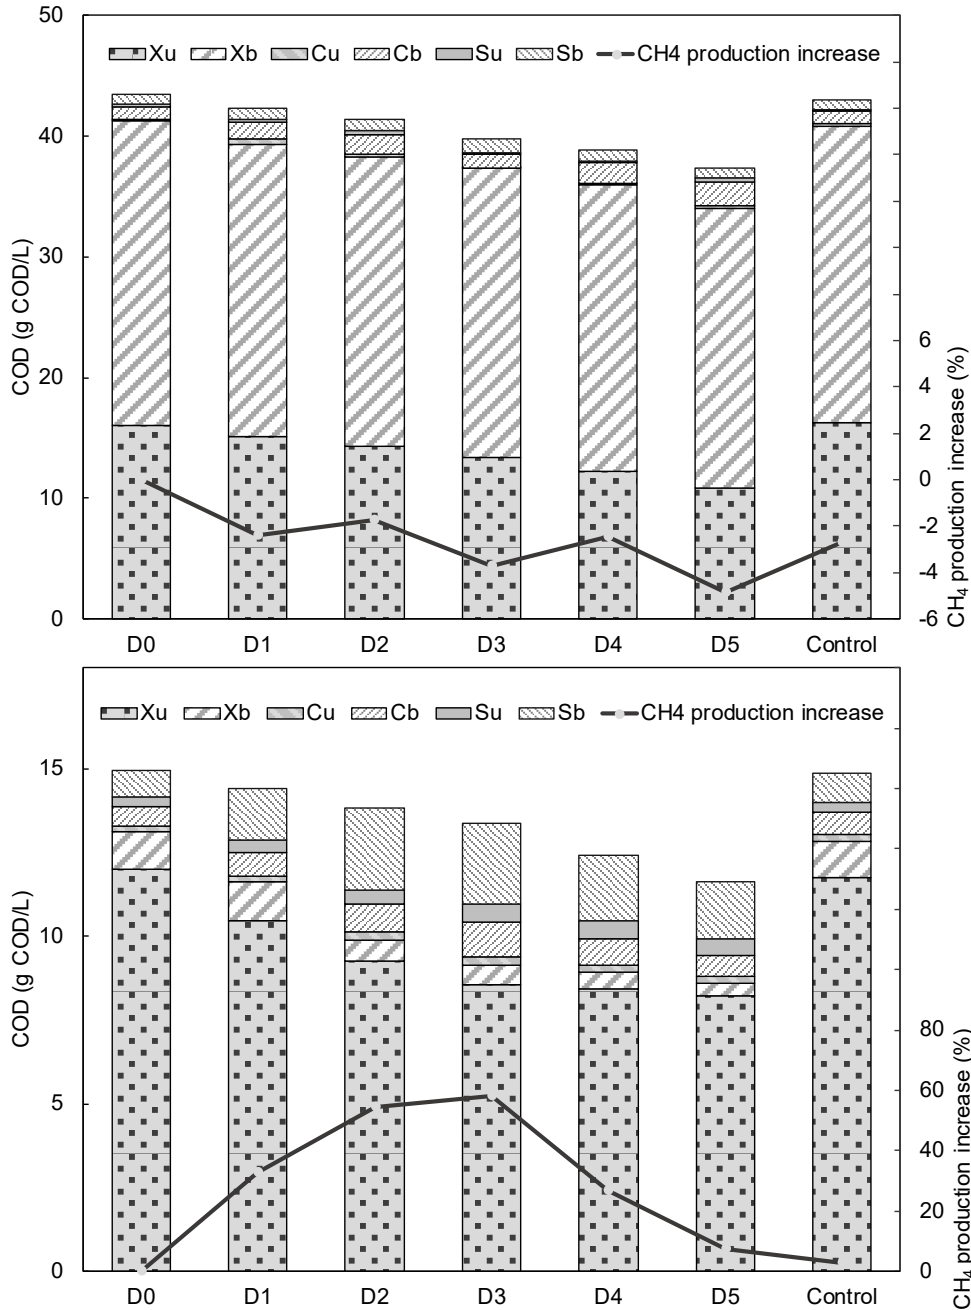 50
Xu Xb Cu Cb Su Sb CH4 production increase
40
30
20
10
0
COD (g COD/L)
6
4
2
0
-2
-4
-6
CH₄ production increase (%)
D0 D1 D2 D3 D4 D5 Control
Xu Xb Cu Cb Su Sb CH4 production increase
15
10
5
0
COD (g COD/L)
80
60
40
20
0
CH₄ production increase (%)
D0 D1 D2 D3 D4 D5 Control